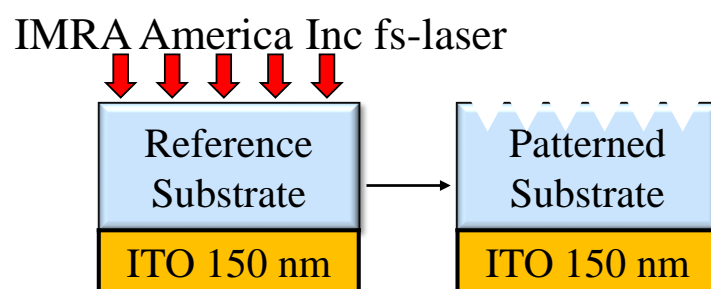 IMRA America Inc fs-laser
Reference
Substrate
ITO 150 nm
Patterned
Substrate
ITO 150 nm